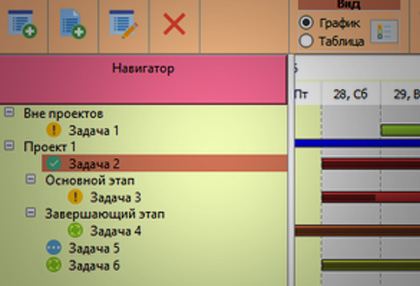 Вид
График
Таблица
Навигатор
Пт
28, Сб
29, В
Вне проектов
Задача 1
Проект 1
Задача 2
Основной этап
Задача 3
Завершающий этап
Задача 4
Задача 5
Задача 6